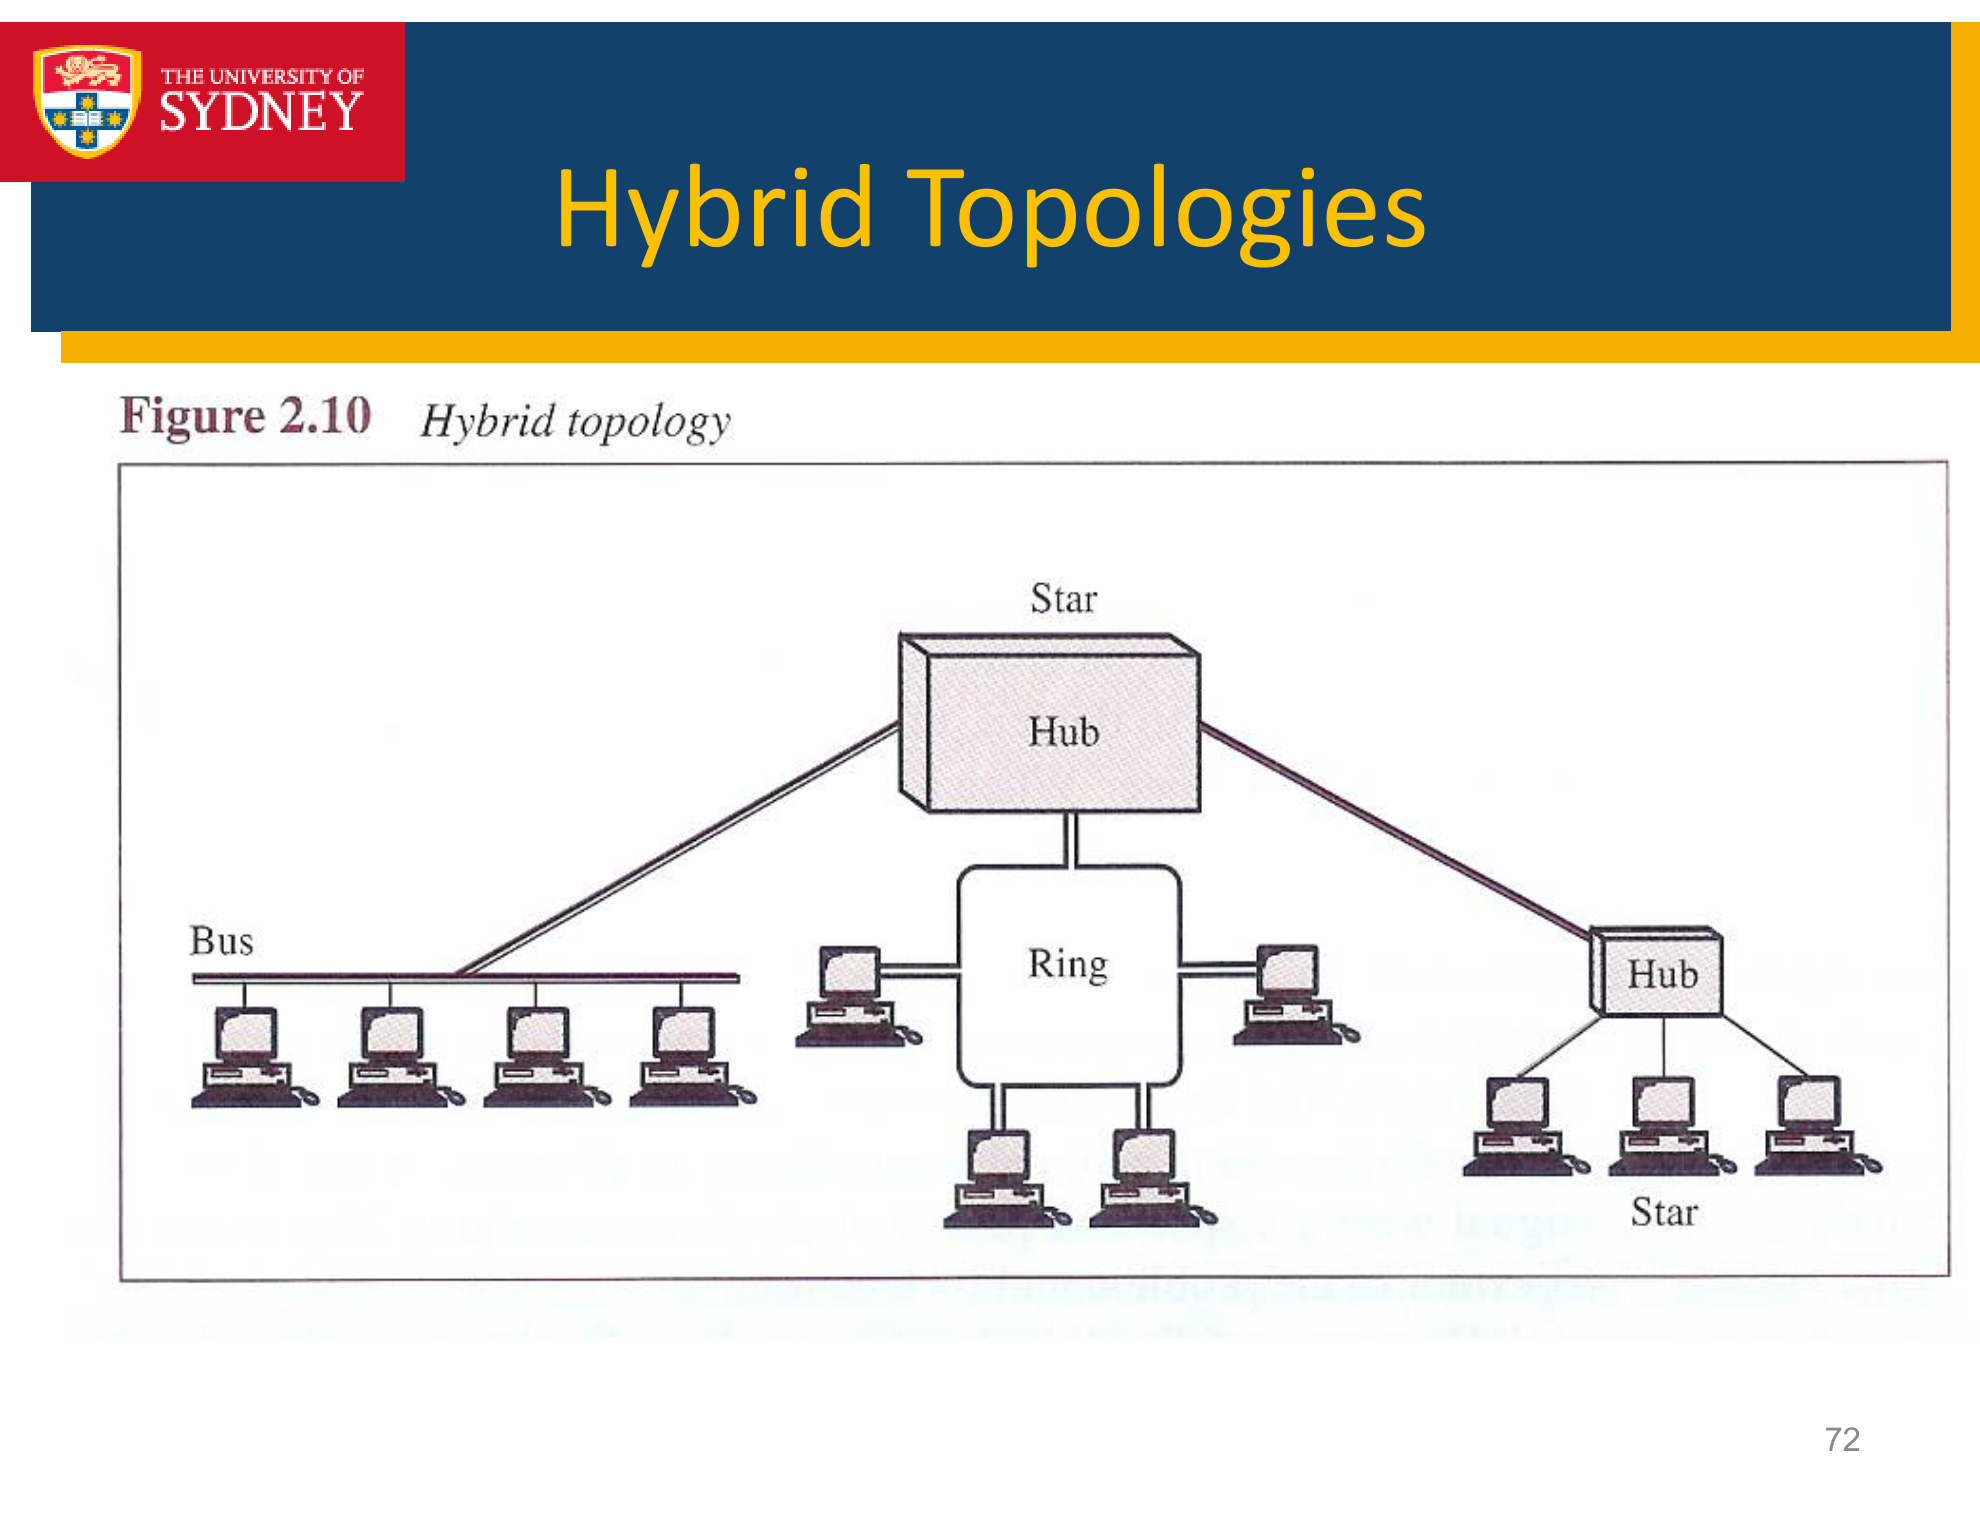 THE UNIVERSITY OF
SYDNEY
Hybrid Topologies
Figure 2.10 Hybrid topology
Star
Hub
Bus
Ring
Hub
Star
72